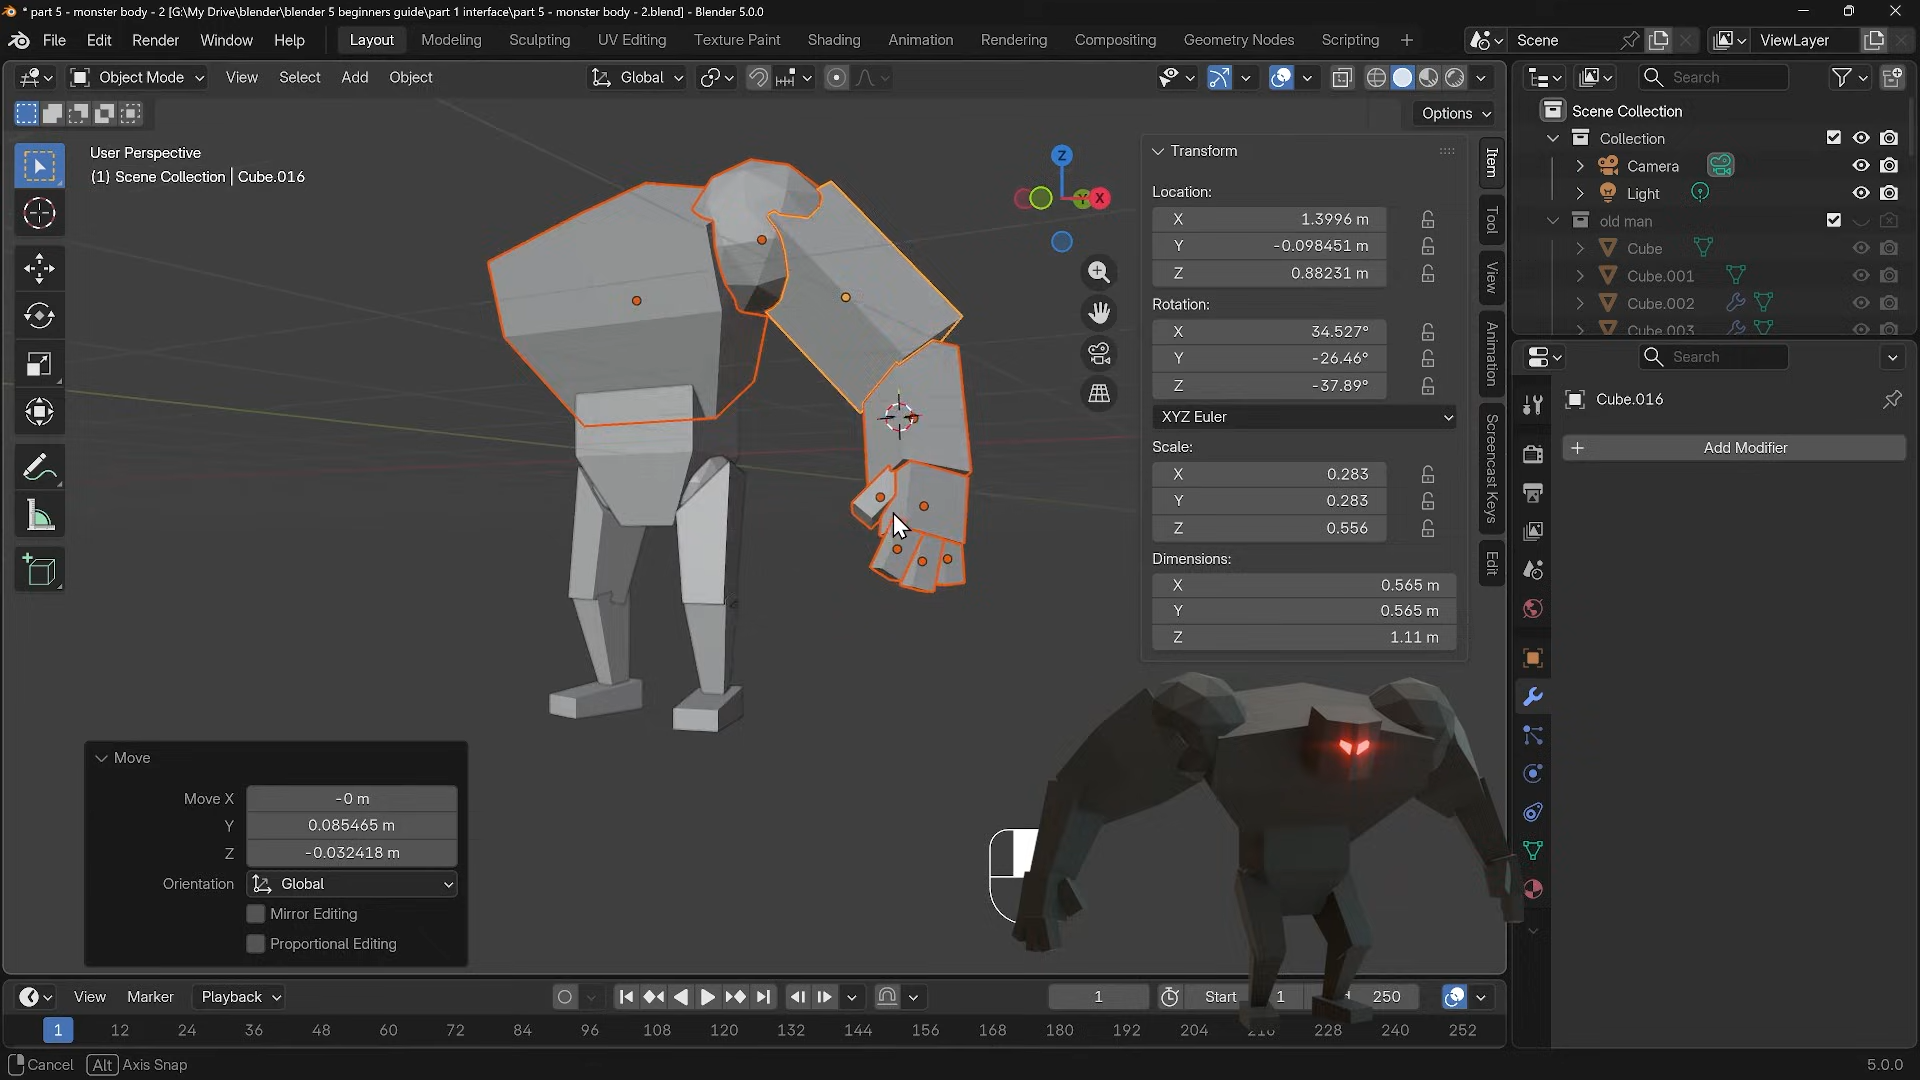 * part 5 - monster body - 2 [G:\My Drive\blender\blender 5 beginners guide\part 1 interface\part 5 - monster body - 2.blend] - Blender 5.0.0
File Edit Render Window Help Layout Modeling Sculpting UV Editing Texture Paint Shading Animation Rendering Compositing Geometry Nodes Scripting + Scene ViewLayer
Object Mode View Select Add Object Global Search
Options
User Perspective
(1) Scene Collection | Cube.016
Z
X
Y
Transform
Location:
X 1.3996 m
Y -0.098451 m
Z 0.88231 m
Rotation:
X 34.527°
Y -26.46°
Z -37.89°
XYZ Euler
Scale:
X 0.283
Y 0.283
Z 0.556
Dimensions:
X 0.565 m
Y 0.565 m
Z 1.11 m
Item
Tool
View
Animation
Screencast Keys
Edit
Scene Collection
Collection
Camera
Light
old man
Cube
Cube.001
Cube.002
Cube.003
Search
Cube.016
+ Add Modifier
Move
Move X -0 m
Y 0.085465 m
Z -0.032418 m
Orientation Global
Mirror Editing
Proportional Editing
View Marker Playback 1 Start 1 250
1 12 24 36 48 60 72 84 96 108 120 132 144 156 168 180 192 204 216 228 240 252
Cancel Alt Axis Snap 5.0.0